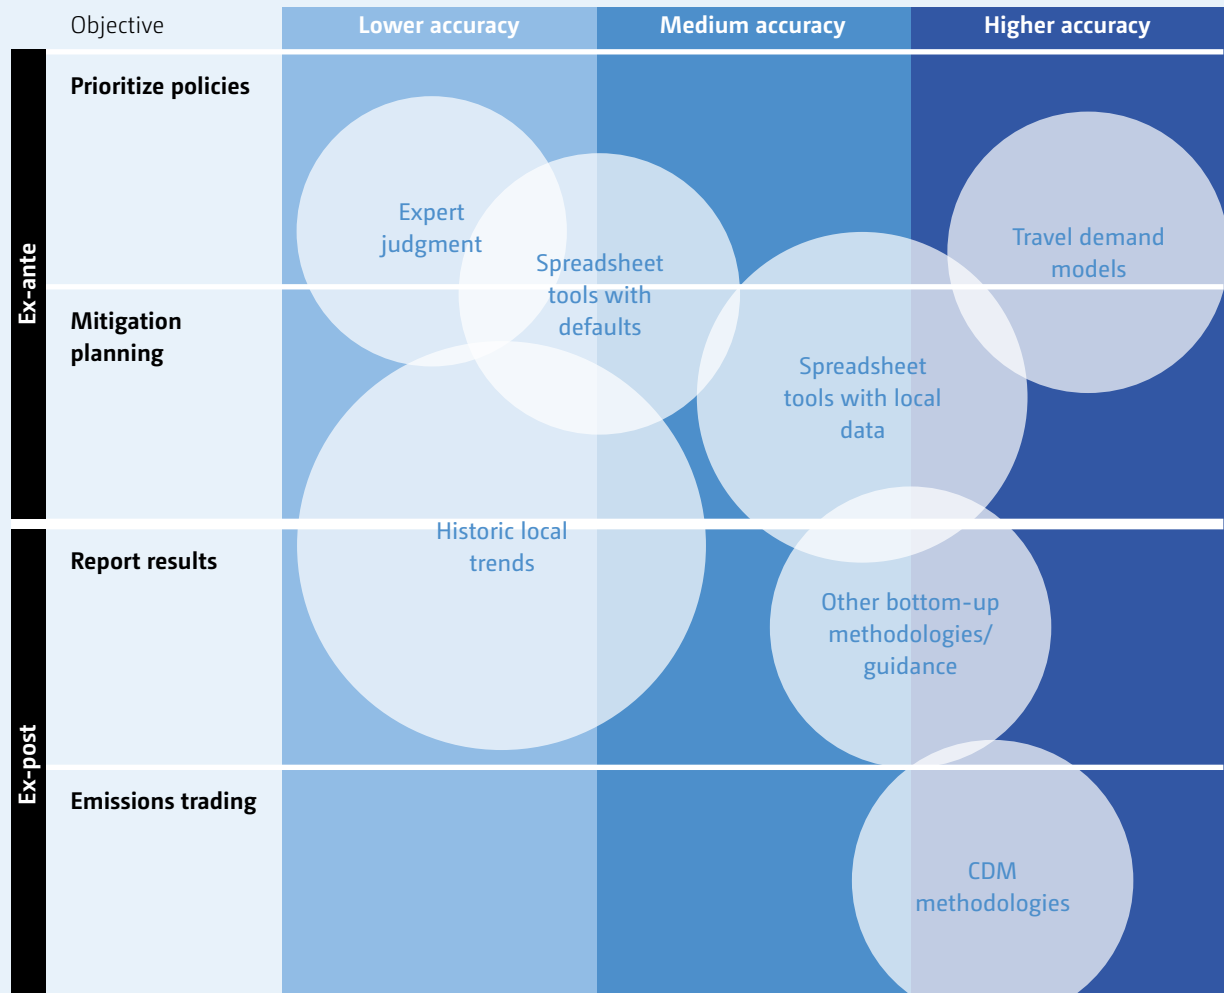 Objective
Lower accuracy
Medium accuracy
Higher accuracy
Ex-ante
Prioritize policies
Expert
judgment
Spreadsheet
tools with
defaults
Travel demand
models
Mitigation
planning
Spreadsheet
tools with local
data
Ex-post
Historic local
trends
Report results
Other bottom-up
methodologies/
guidance
Emissions trading
CDM
methodologies